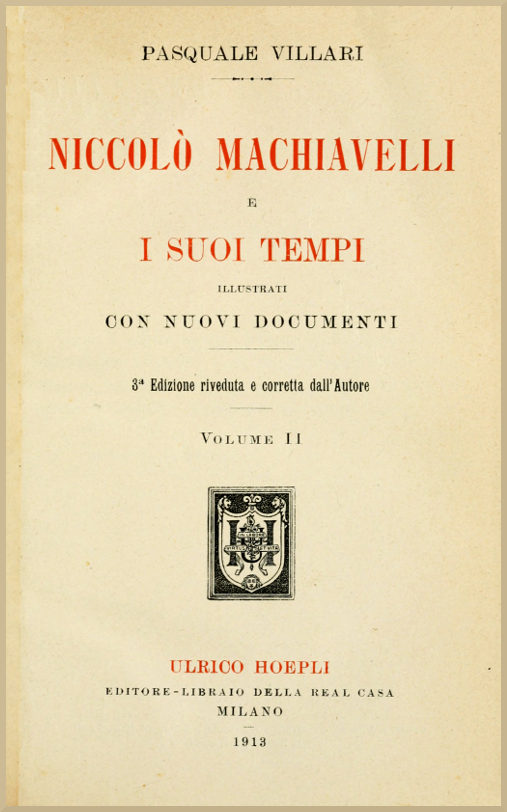 PASQUALE VILLARI
NICCOLÒ MACHIAVELLI
E
I SUOI TEMPI
ILLUSTRATI
CON NUOVI DOCUMENTI
3ª Edizione riveduta e corretta dall'Autore
VOLUME II
ULRICO HOEPLI
EDITORE-LIBRAIO DELLA REAL CASA
MILANO
1913